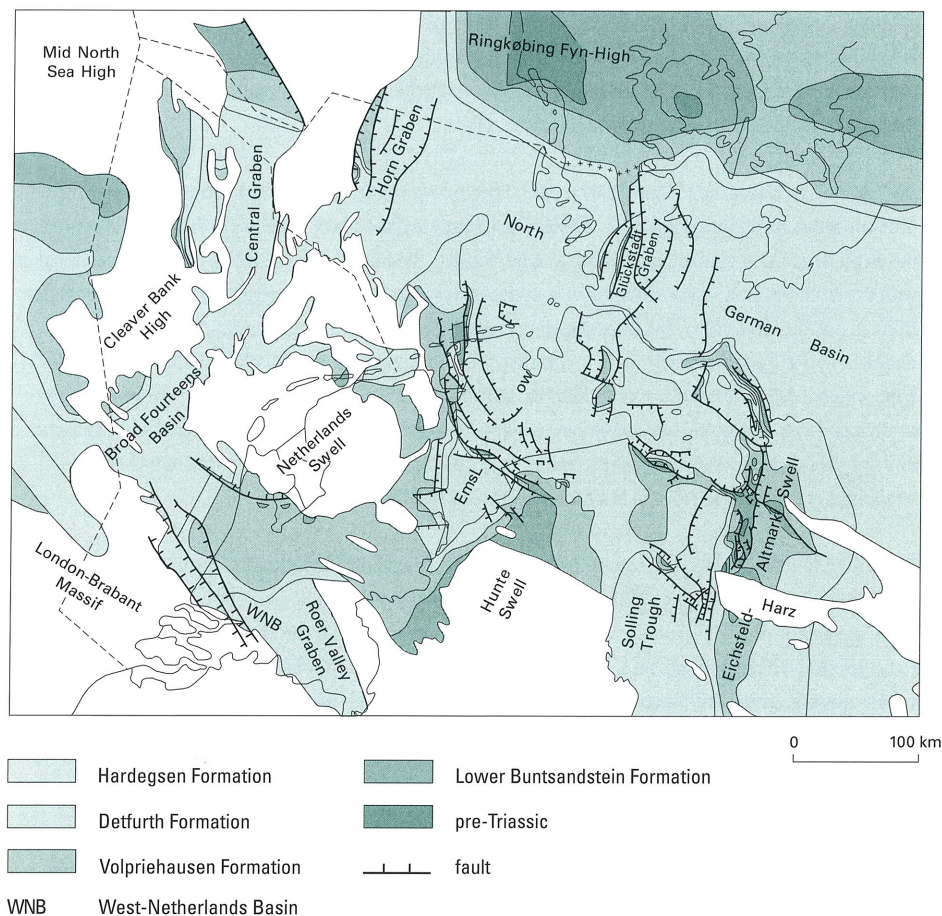 Mid North
Sea High
Ringkøbing Fyn-High
Horn Graben
Central Graben
North
Glückstadt
Graben
German
Basin
Cleaver Bank
High
Broad Fourteens
Basin
Netherlands
Swell
Emsl.
ow
London-Brabant
Massif
WNB
Roer Valley
Graben
Hunte
Swell
Solling
Trough
Eichsfeld-
Altmark Swell
Harz
0 100 km
Hardegsen Formation
Detfurth Formation
Volpriehausen Formation
WNB West-Netherlands Basin
Lower Buntsandstein Formation
pre-Triassic
fault